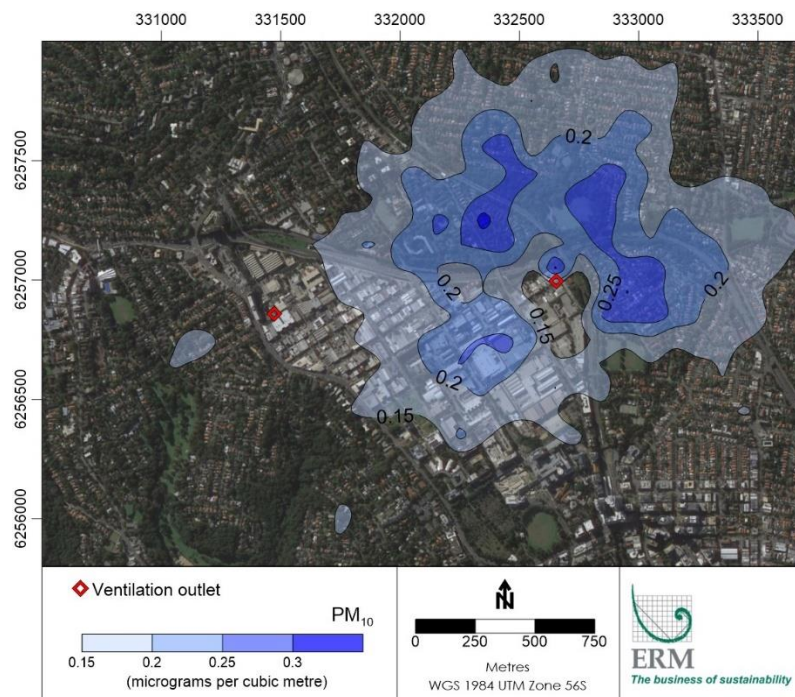 331000 331500 332000 332500 333000 333500
6257500
6257000
6256500
6256000
0.2
0.2
0.25
0.2
0.15
0.2
0.15
Ventilation outlet
PM10
0.15 0.2 0.25 0.3
(micrograms per cubic metre)
N
0 250 500 750
Metres
WGS 1984 UTM Zone 56S
ERM
The business of sustainability